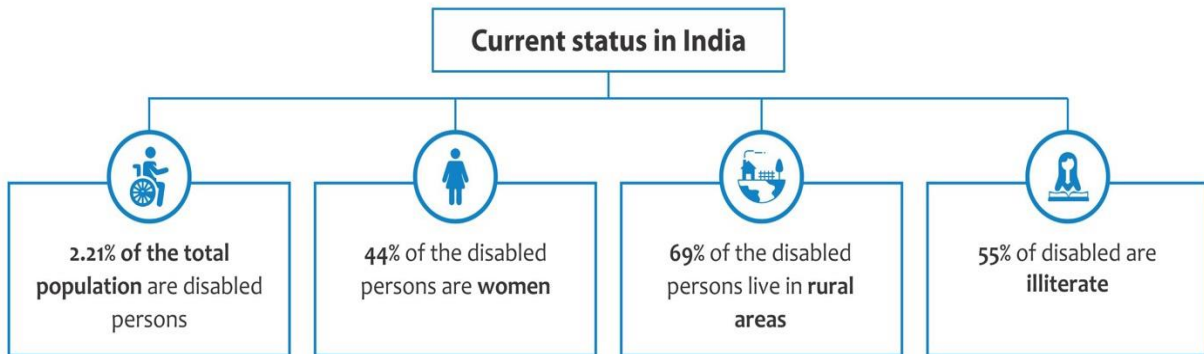 Current status in India
2.21% of the total
population are disabled
persons
44% of the disabled
persons are women
69% of the disabled
persons live in rural
areas
55% of disabled are
illiterate